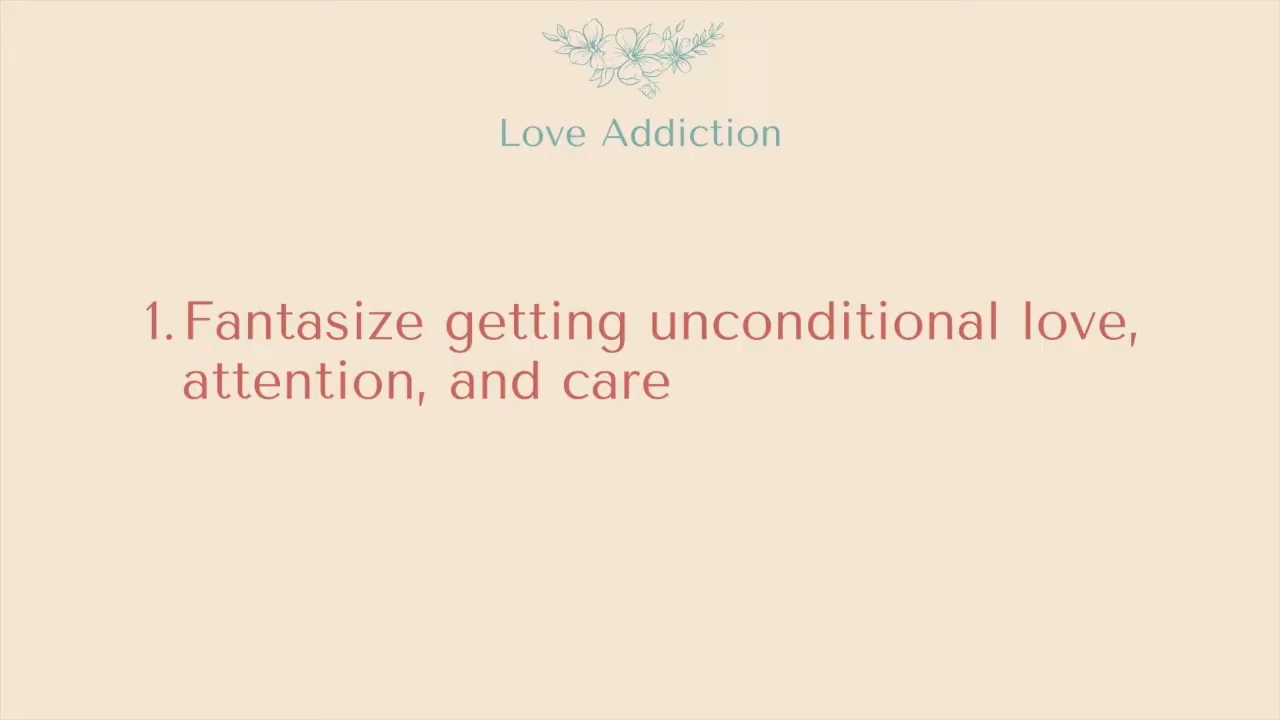 Love Addiction
1. Fantasize getting unconditional love,
attention, and care